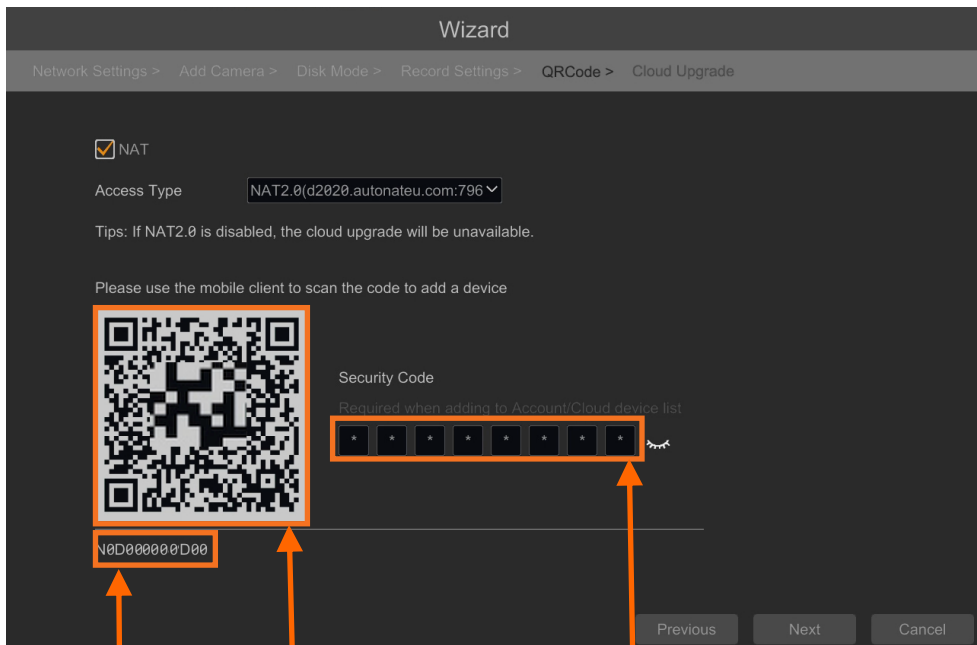 Wizard
Network Settings > Add Camera > Disk Mode > Record Settings > QRCode > Cloud Upgrade
NAT
Access Type NAT2.0(d2020.autonateu.com:796
Tips: If NAT2.0 is disabled, the cloud upgrade will be unavailable.
Please use the mobile client to scan the code to add a device
Security Code
Required when adding to Account/Cloud device list
* * * * * * * *
N0D000000'D00
Previous Next Cancel